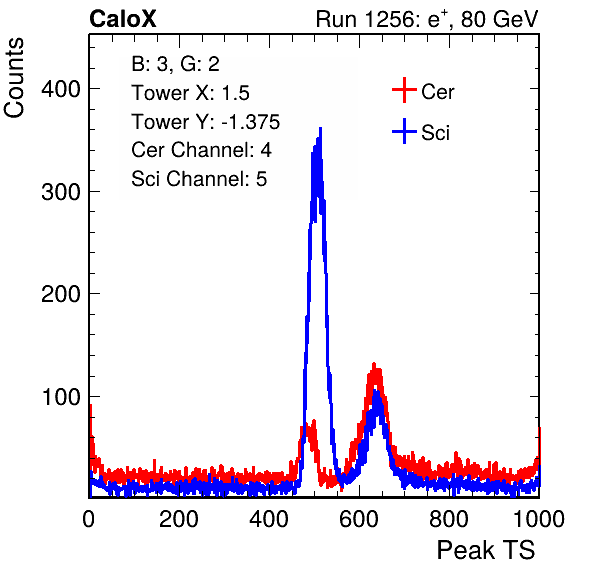 CaloX Run 1256: e⁺, 80 GeV
Counts
B: 3, G: 2
Tower X: 1.5
Tower Y: -1.375
Cer Channel: 4
Sci Channel: 5
Cer
Sci
400
300
200
100
0 200 400 600 800 1000
Peak TS